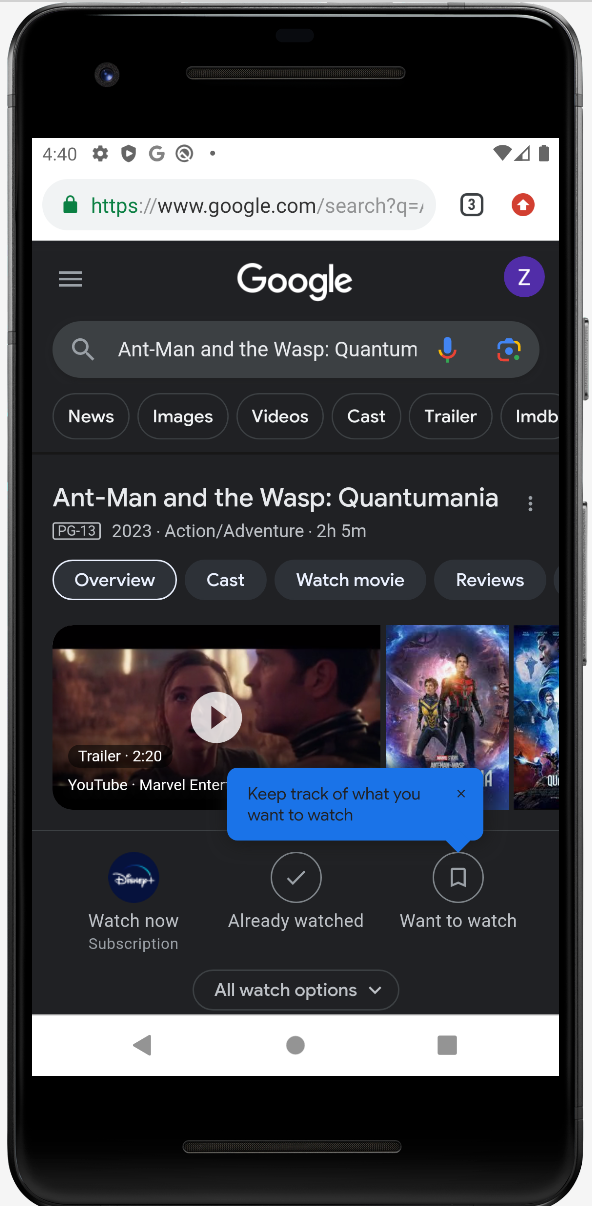 4:40
https://www.google.com/search?q=
3
Google
Z
Ant-Man and the Wasp: Quantum
News
Images
Videos
Cast
Trailer
Imdb
Ant-Man and the Wasp: Quantumania
PG-13 2023 · Action/Adventure · 2h 5m
Overview
Cast
Watch movie
Reviews
Trailer · 2:20
YouTube · Marvel Enter
ANT-MAN
QU
Keep track of what you
want to watch
Disney+
Watch now
Subscription
Already watched
Want to watch
All watch options